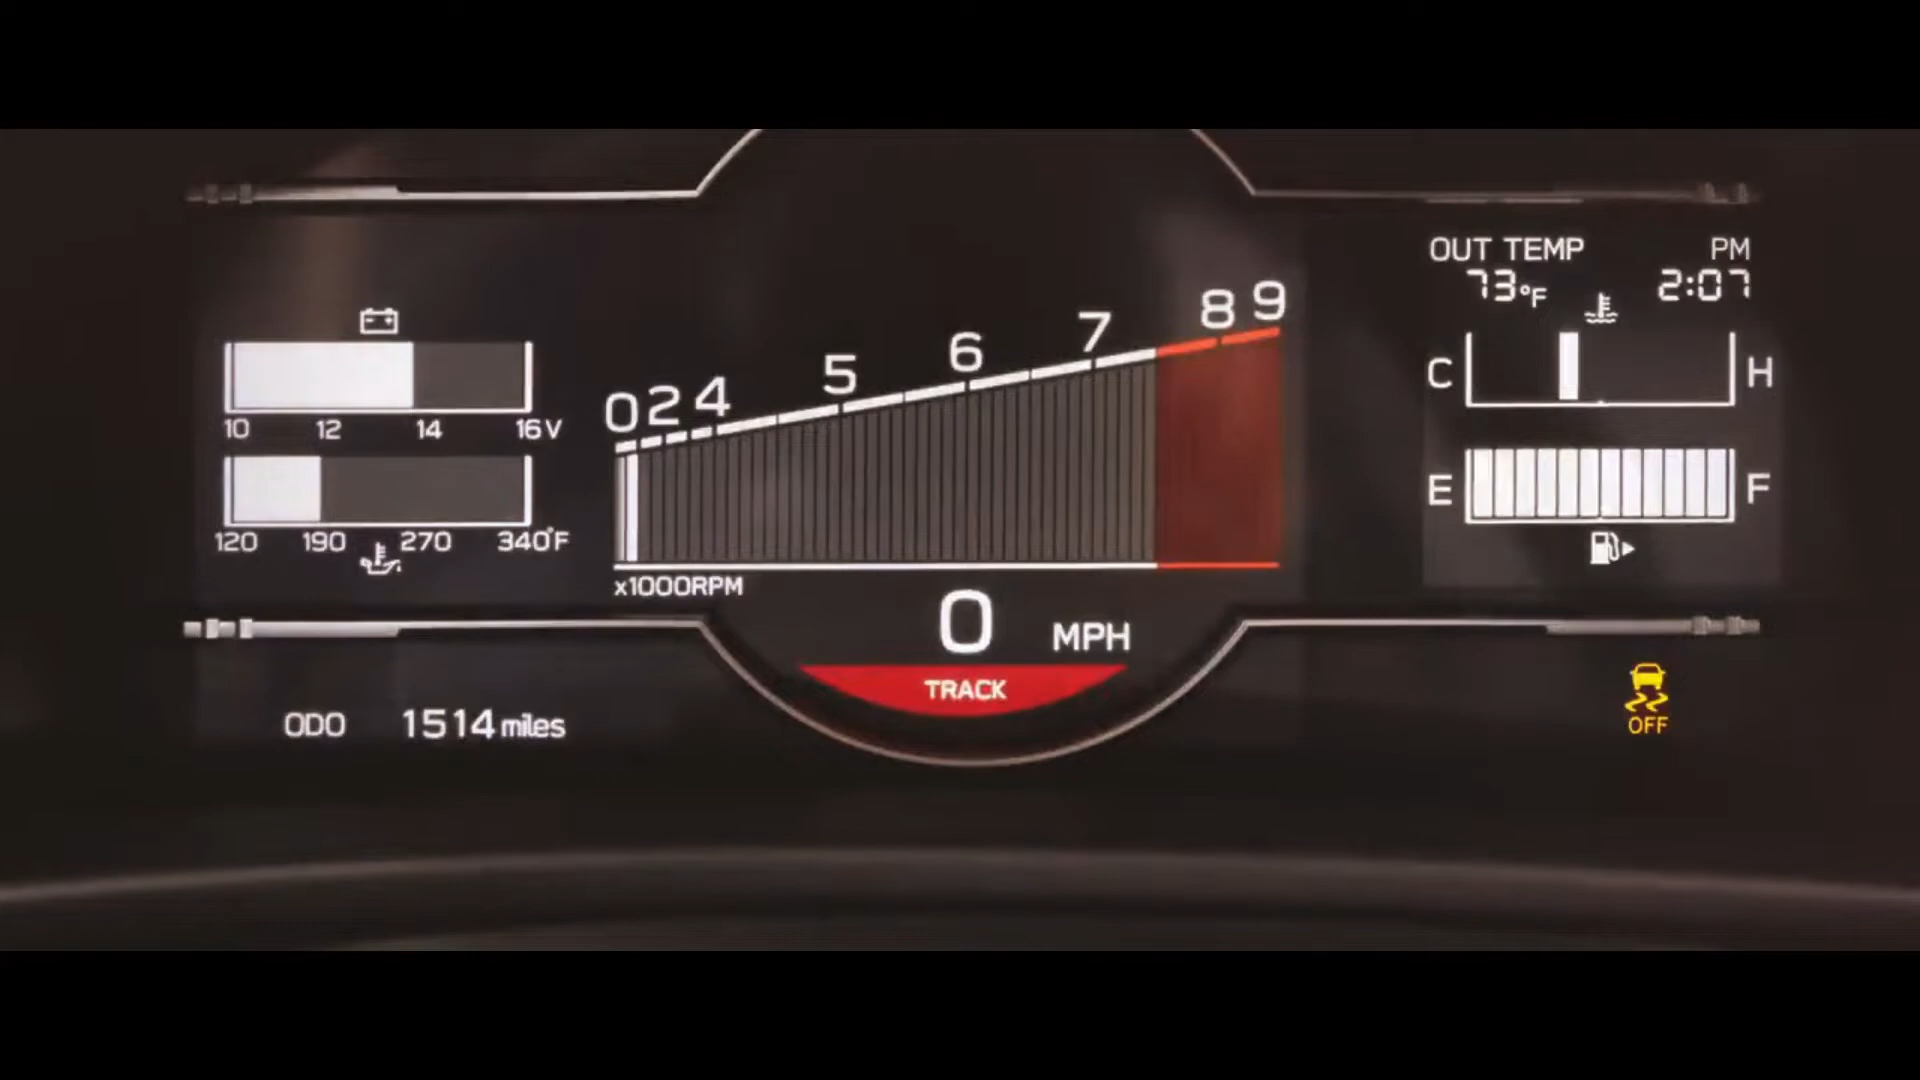 OUT TEMP PM
73°F 2:07
10 12 14 16 V
120 190 270 340°F
0 2 4 5 6 7 8 9
x1000RPM
C H
E F
0 MPH
TRACK
ODO 1514 miles
OFF